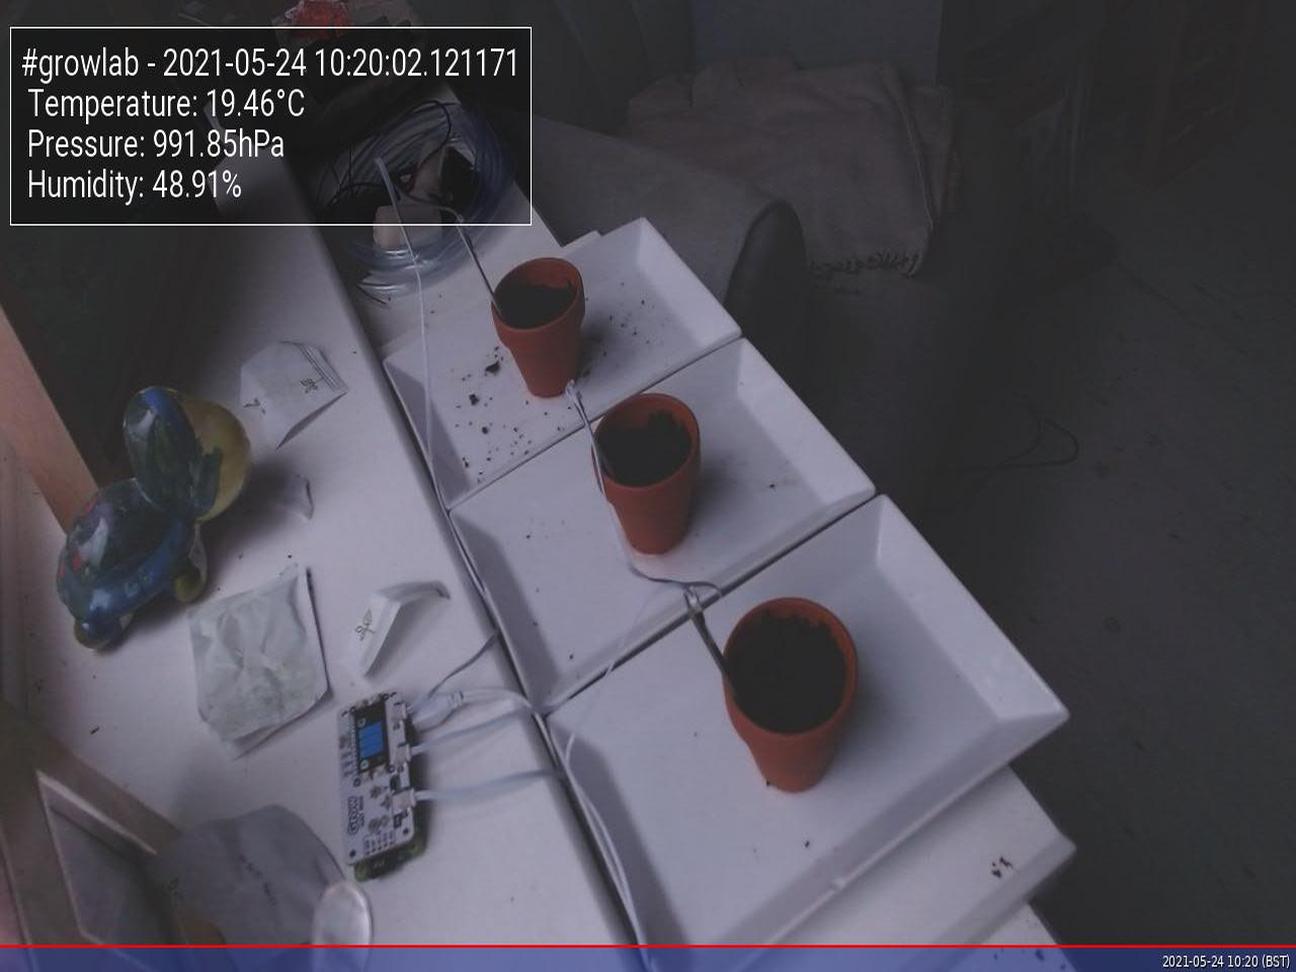 #growlab - 2021-05-24 10:20:02.121171
Temperature: 19.46°C
Pressure: 991.85hPa
Humidity: 48.91%
2021-05-24 10:20 (BST)